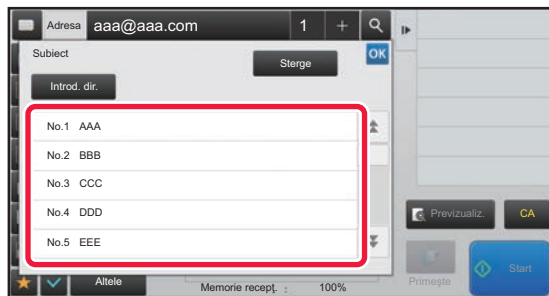 Adresa aaa@aaa.com 1 +
Subiect
OK
Sterge
Introd. dir.
No.1 AAA
No.2 BBB
No.3 CCC
No.4 DDD
No.5 EEE
Previzualiz.
CA
Altele
Memorie recepţ. : 100%
Primeşte
Start